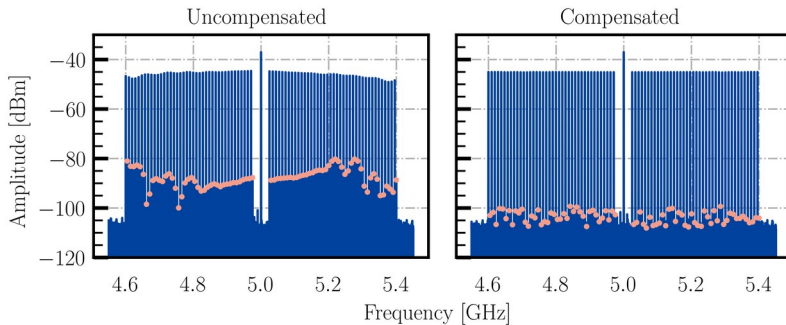 Uncompensated
Compensated
Amplitude [dBm]
−40
−60
−80
−100
−120
4.6 4.8 5.0 5.2 5.4
4.6 4.8 5.0 5.2 5.4
Frequency [GHz]